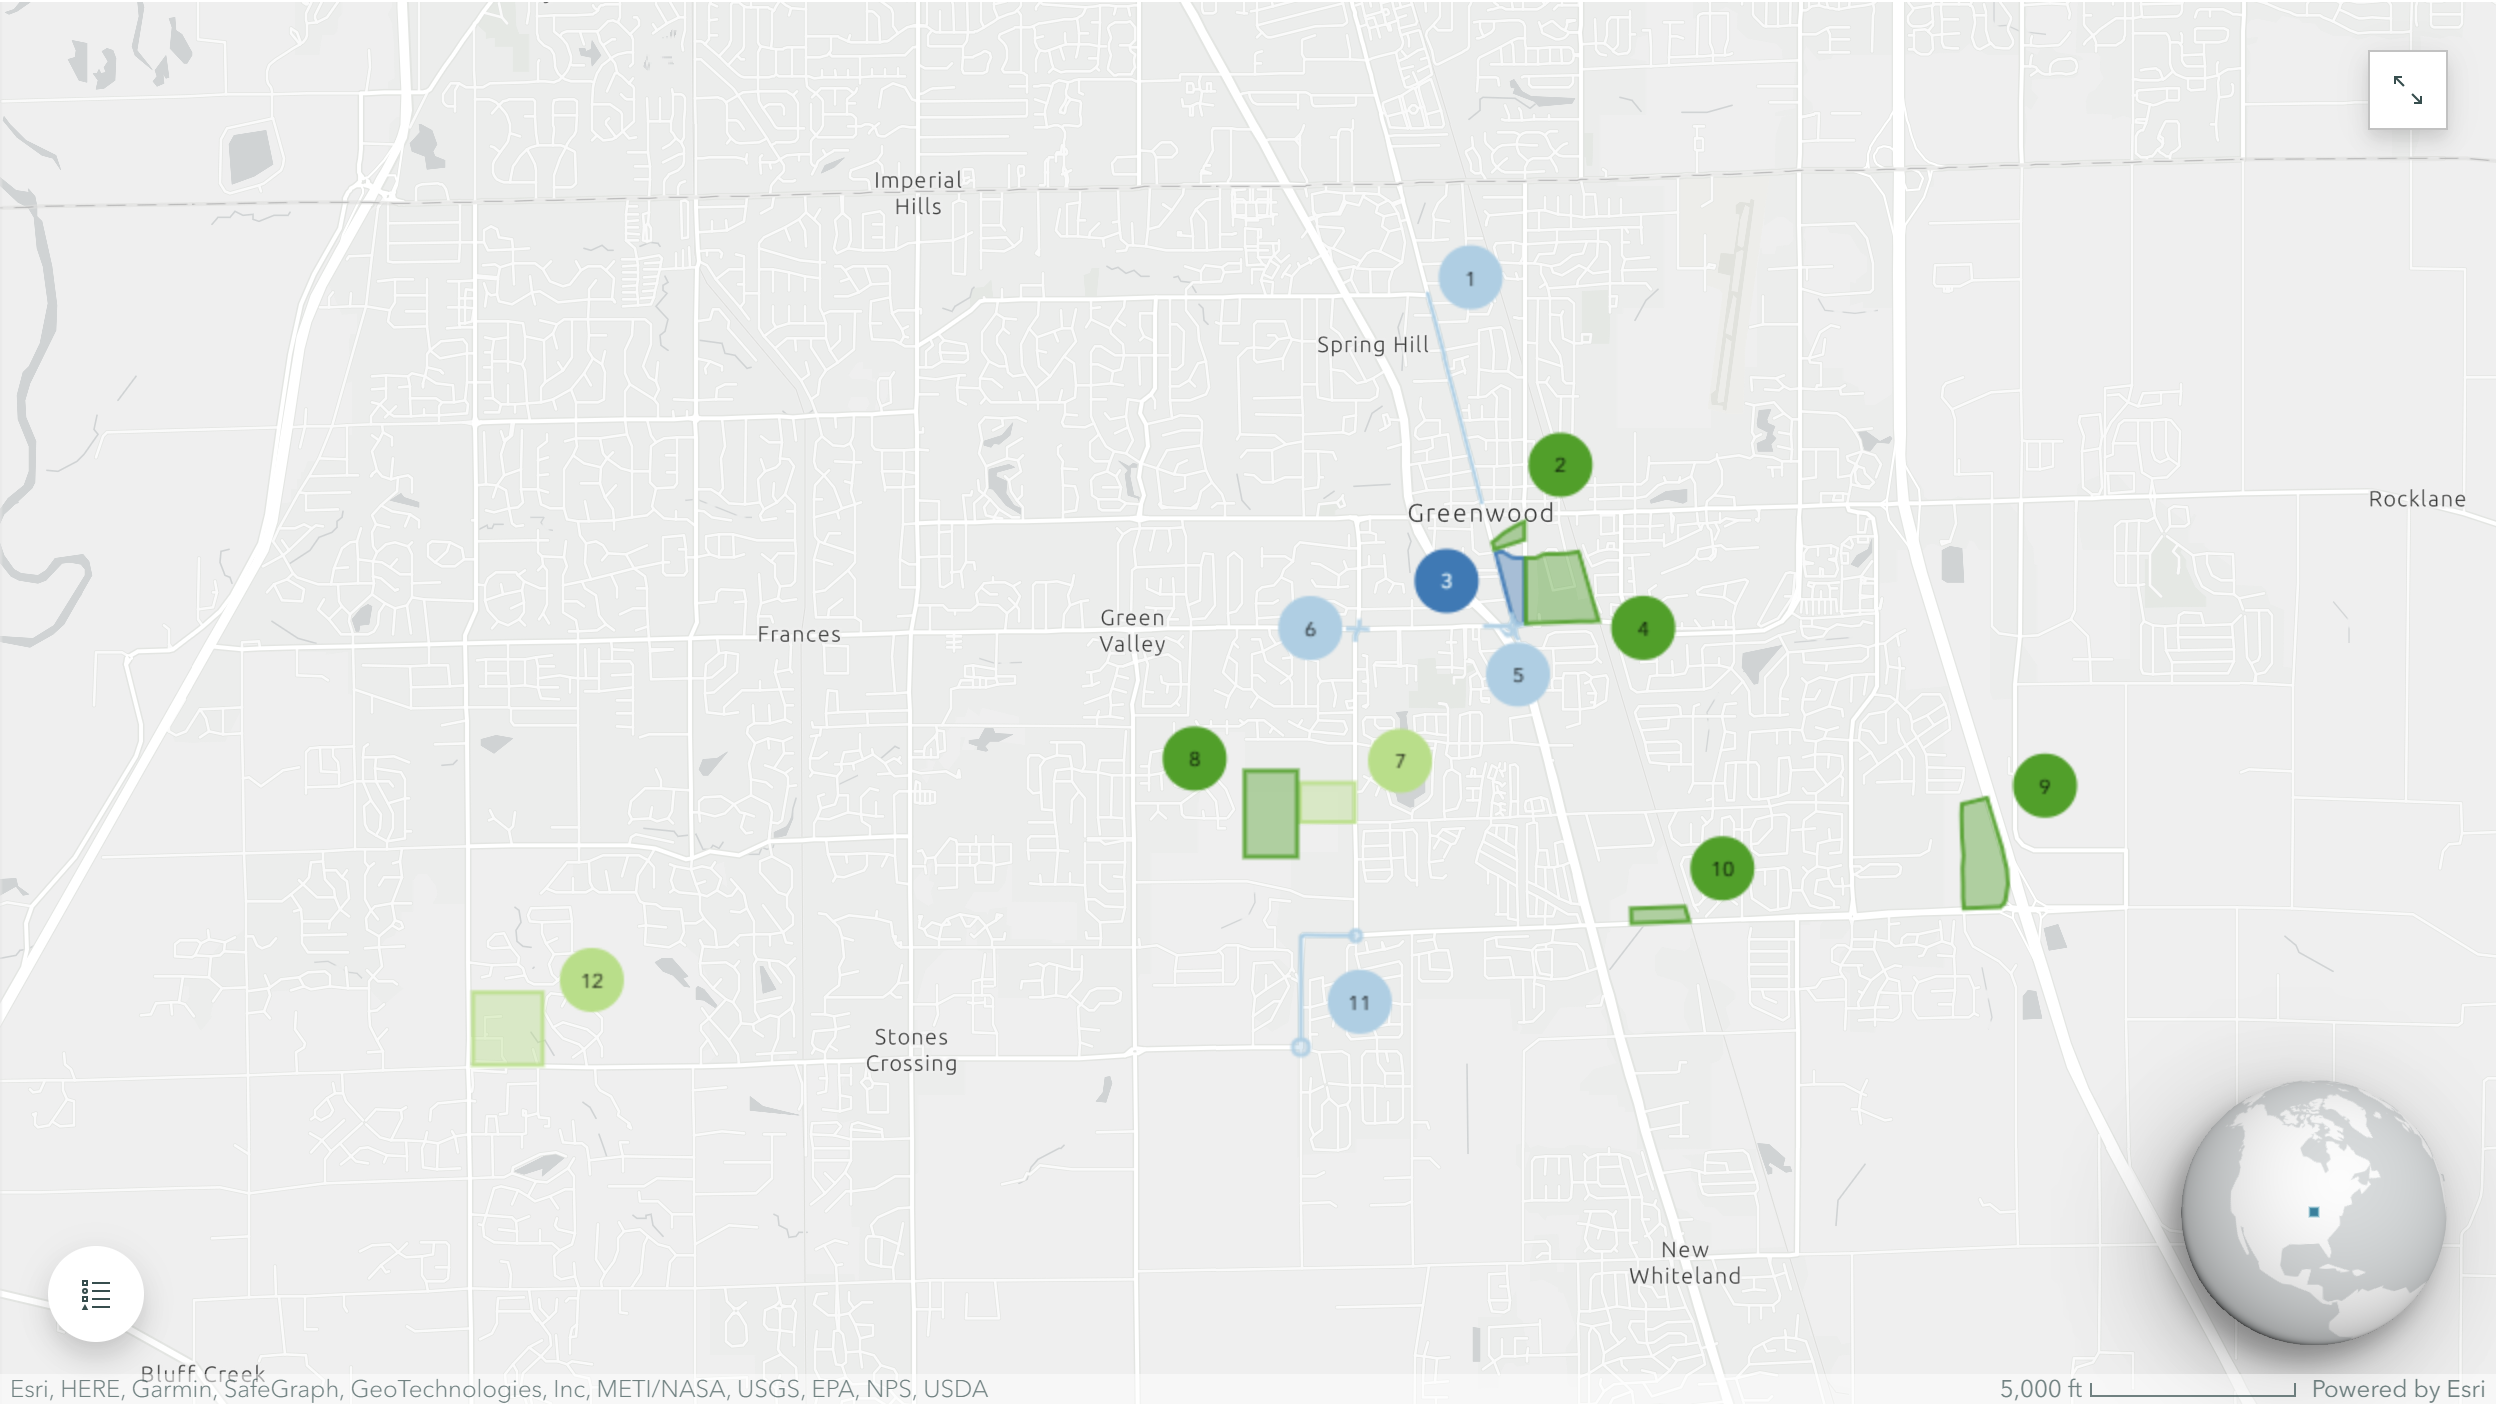 Imperial
Hills
1
Spring Hill
2
Rocklane
Greenwood
3
Green
Valley
Frances
6
4
5
8
7
9
10
12
11
Stones
Crossing
New
Whiteland
Bluff Creek
Esri, HERE, Garmin, SafeGraph, GeoTechnologies, Inc, METI/NASA, USGS, EPA, NPS, USDA
5,000 ft
Powered by Esri